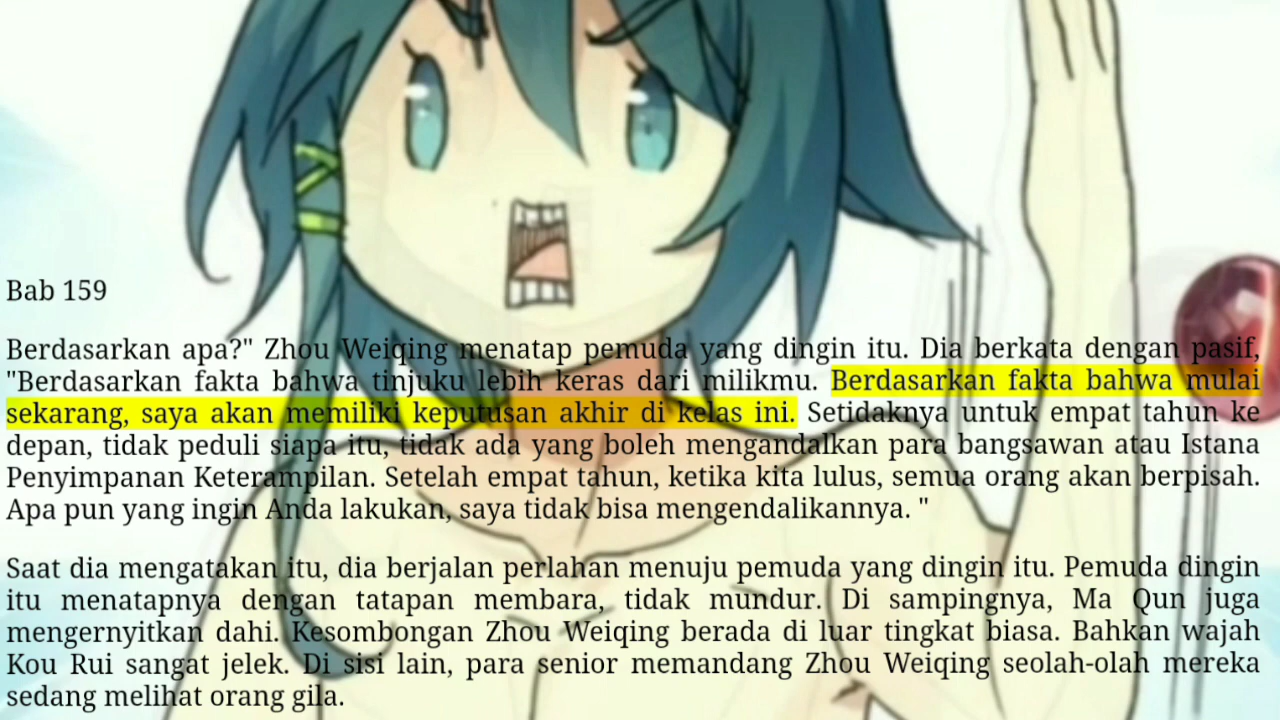 Bab 159
Berdasarkan apa?" Zhou Weiqing menatap pemuda yang dingin itu. Dia berkata dengan pasif,
"Berdasarkan fakta bahwa tinjuku lebih keras dari milikmu. Berdasarkan fakta bahwa mulai
sekarang, saya akan memiliki keputusan akhir di kelas ini. Setidaknya untuk empat tahun ke
depan, tidak peduli siapa itu, tidak ada yang boleh mengandalkan para bangsawan atau Istana
Penyimpanan Keterampilan. Setelah empat tahun, ketika kita lulus, semua orang akan berpisah.
Apa pun yang ingin Anda lakukan, saya tidak bisa mengendalikannya. "
Saat dia mengatakan itu, dia berjalan perlahan menuju pemuda yang dingin itu. Pemuda dingin
itu menatapnya dengan tatapan membara, tidak mundur. Di sampingnya, Ma Qun juga
mengernyitkan dahi. Kesombongan Zhou Weiqing berada di luar tingkat biasa. Bahkan wajah
Kou Rui sangat jelek. Di sisi lain, para senior memandang Zhou Weiqing seolah-olah mereka
sedang melihat orang gila.